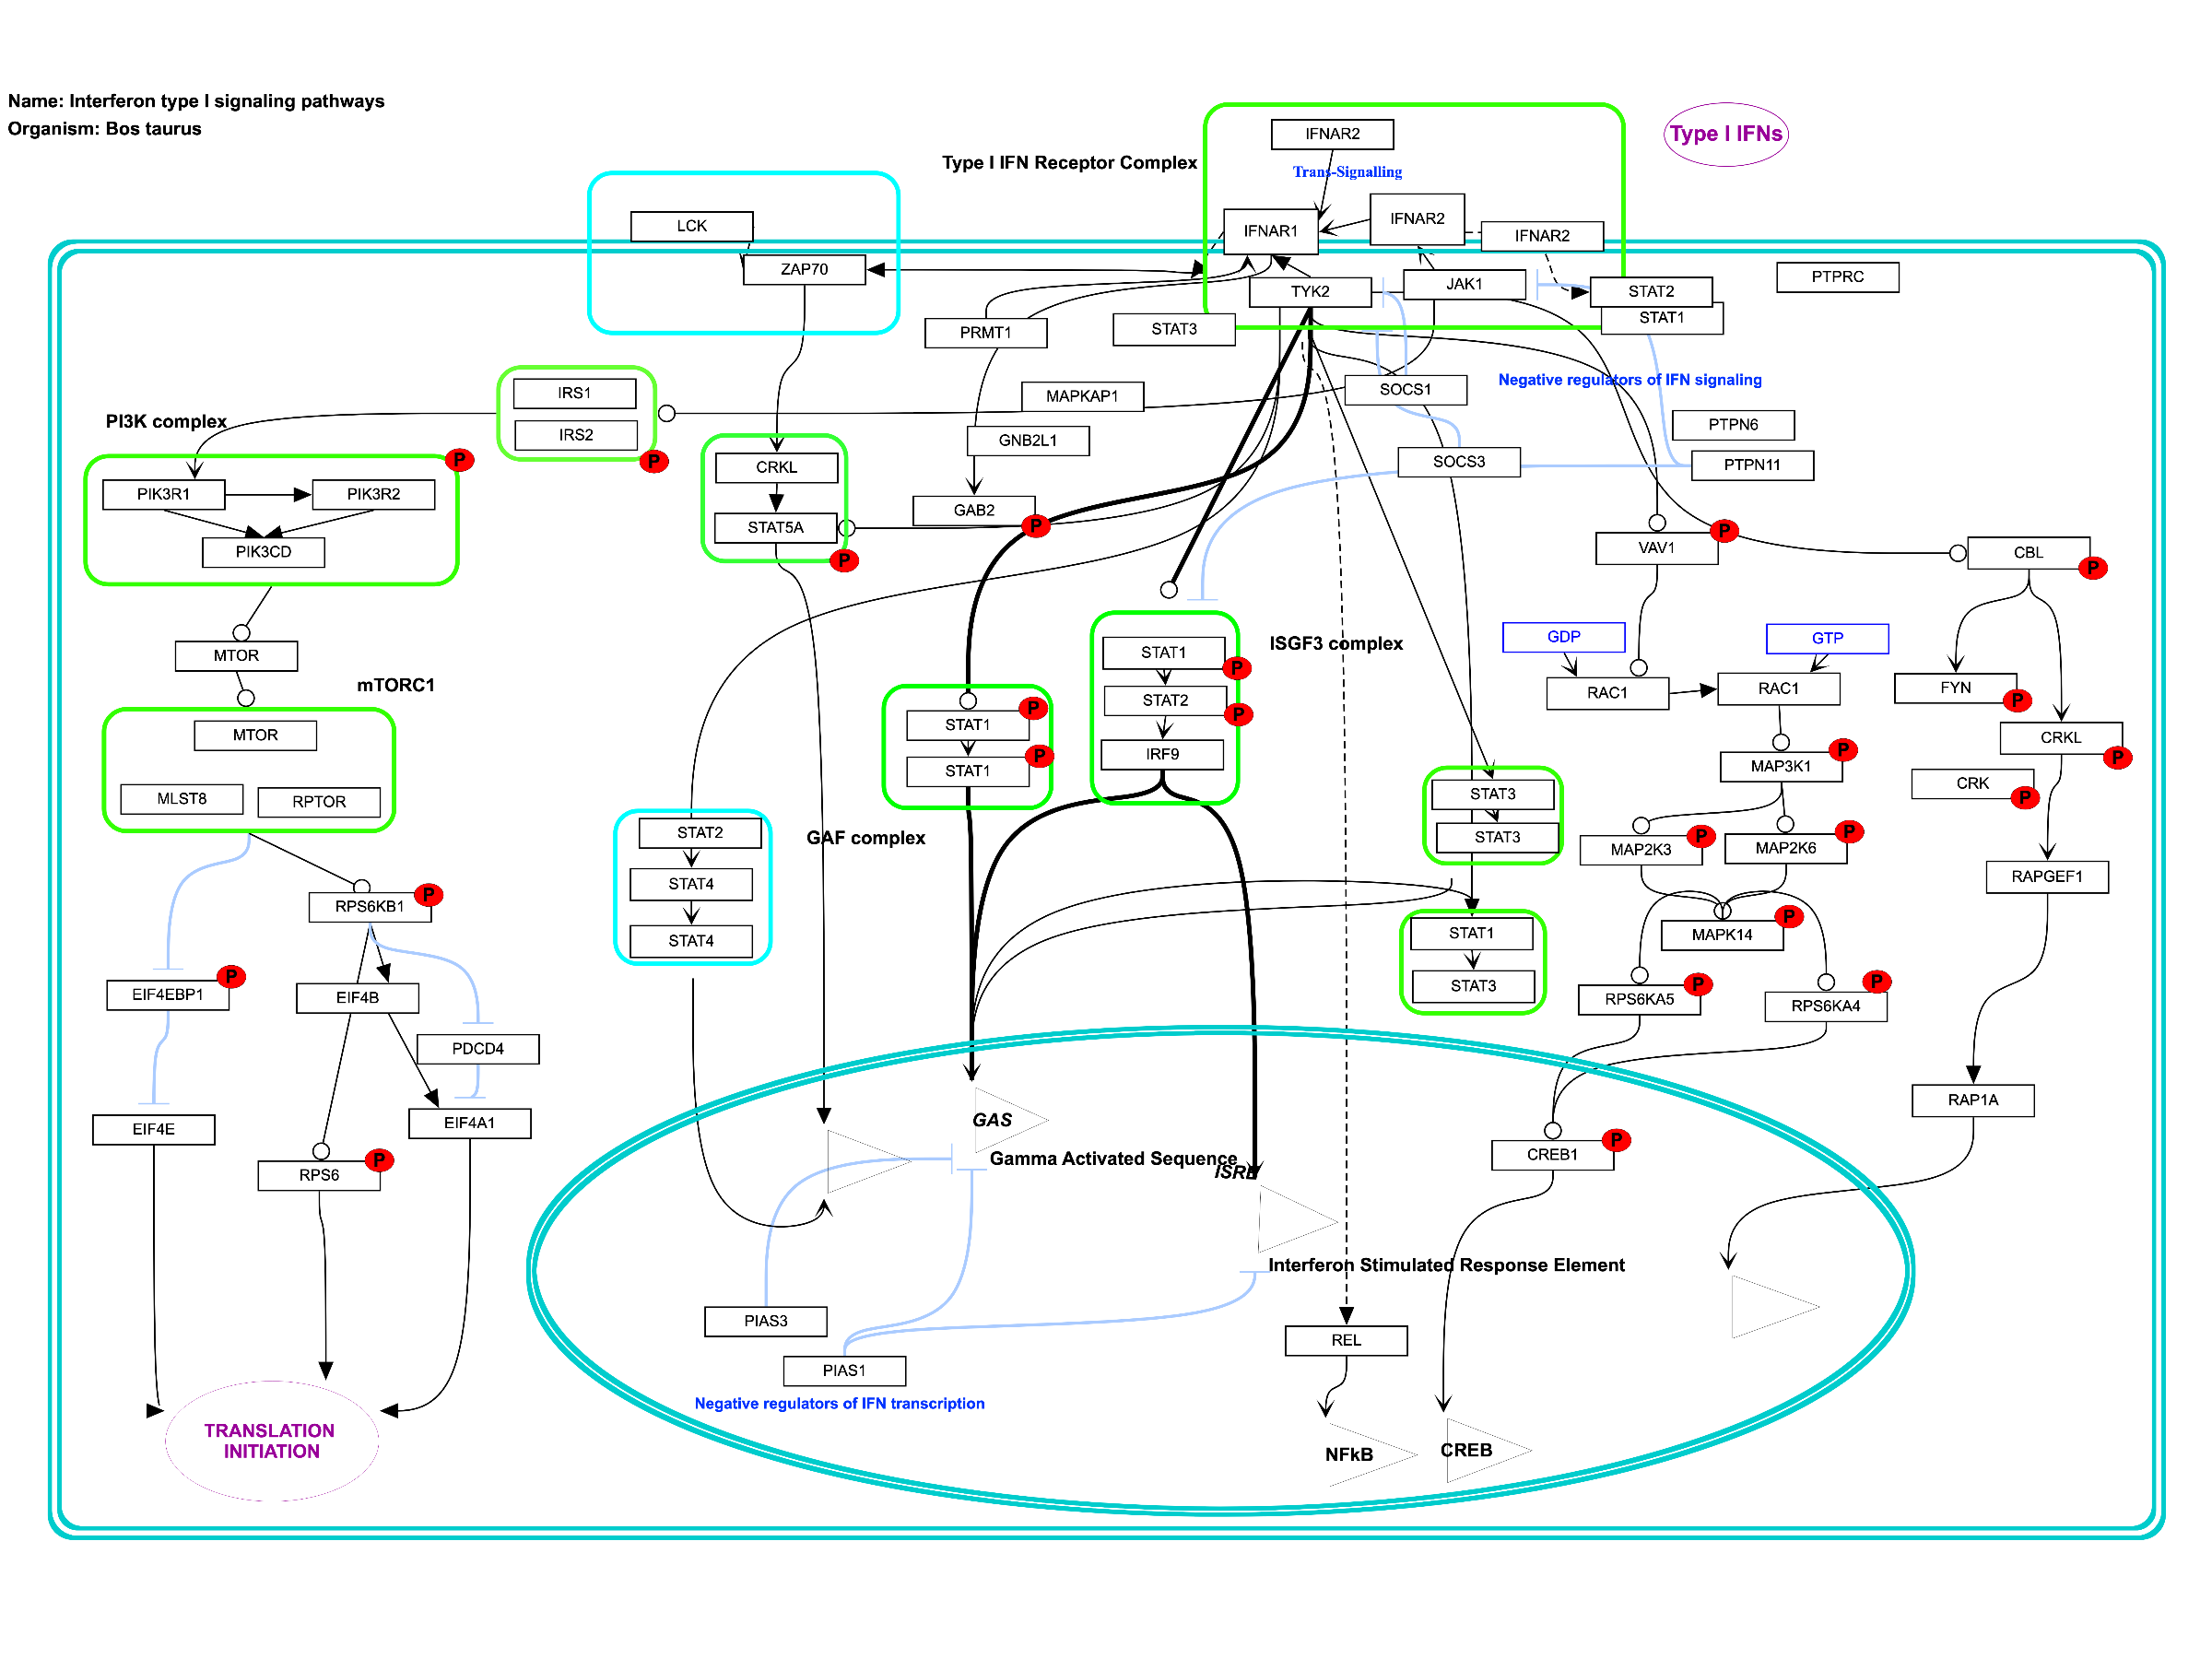 Name: Interferon type I signaling pathways
Organism: Bos taurus
Type I IFN Receptor Complex
IFNAR2
Type I IFNs
Trans-Signalling
LCK
IFNAR1
IFNAR2
IFNAR2
ZAP70
TYK2
JAK1
STAT2
PTPRC
STAT1
PRMT1
STAT3
Negative regulators of IFN signaling
IRS1
MAPKAP1
SOCS1
PI3K complex
IRS2
GNB2L1
PTPN6
P
P
CRKL
SOCS3
PTPN11
PIK3R1
PIK3R2
GAB2
P
STAT5A
P
PIK3CD
P
VAV1
P
CBL
P
MTOR
mTORC1
STAT1
P
ISGF3 complex
GDP
GTP
STAT2
P
RAC1
RAC1
FYN
P
MTOR
STAT1
P
IRF9
CRKL
P
STAT1
P
MAP3K1
P
MLST8
RPTOR
STAT3
CRK
P
STAT2
GAF complex
STAT3
MAP2K3
P
MAP2K6
P
STAT4
RAPGEF1
RPS6KB1
P
STAT4
STAT1
MAPK14
P
EIF4EBP1
P
EIF4B
STAT3
RPS6KA5
P
RPS6KA4
P
PDCD4
EIF4E
EIF4A1
GAS
RAP1A
RPS6
P
Gamma Activated Sequence
ISRE
CREB1
P
Interferon Stimulated Response Element
PIAS3
REL
PIAS1
Negative regulators of IFN transcription
TRANSLATION
INITIATION
NFkB
CREB